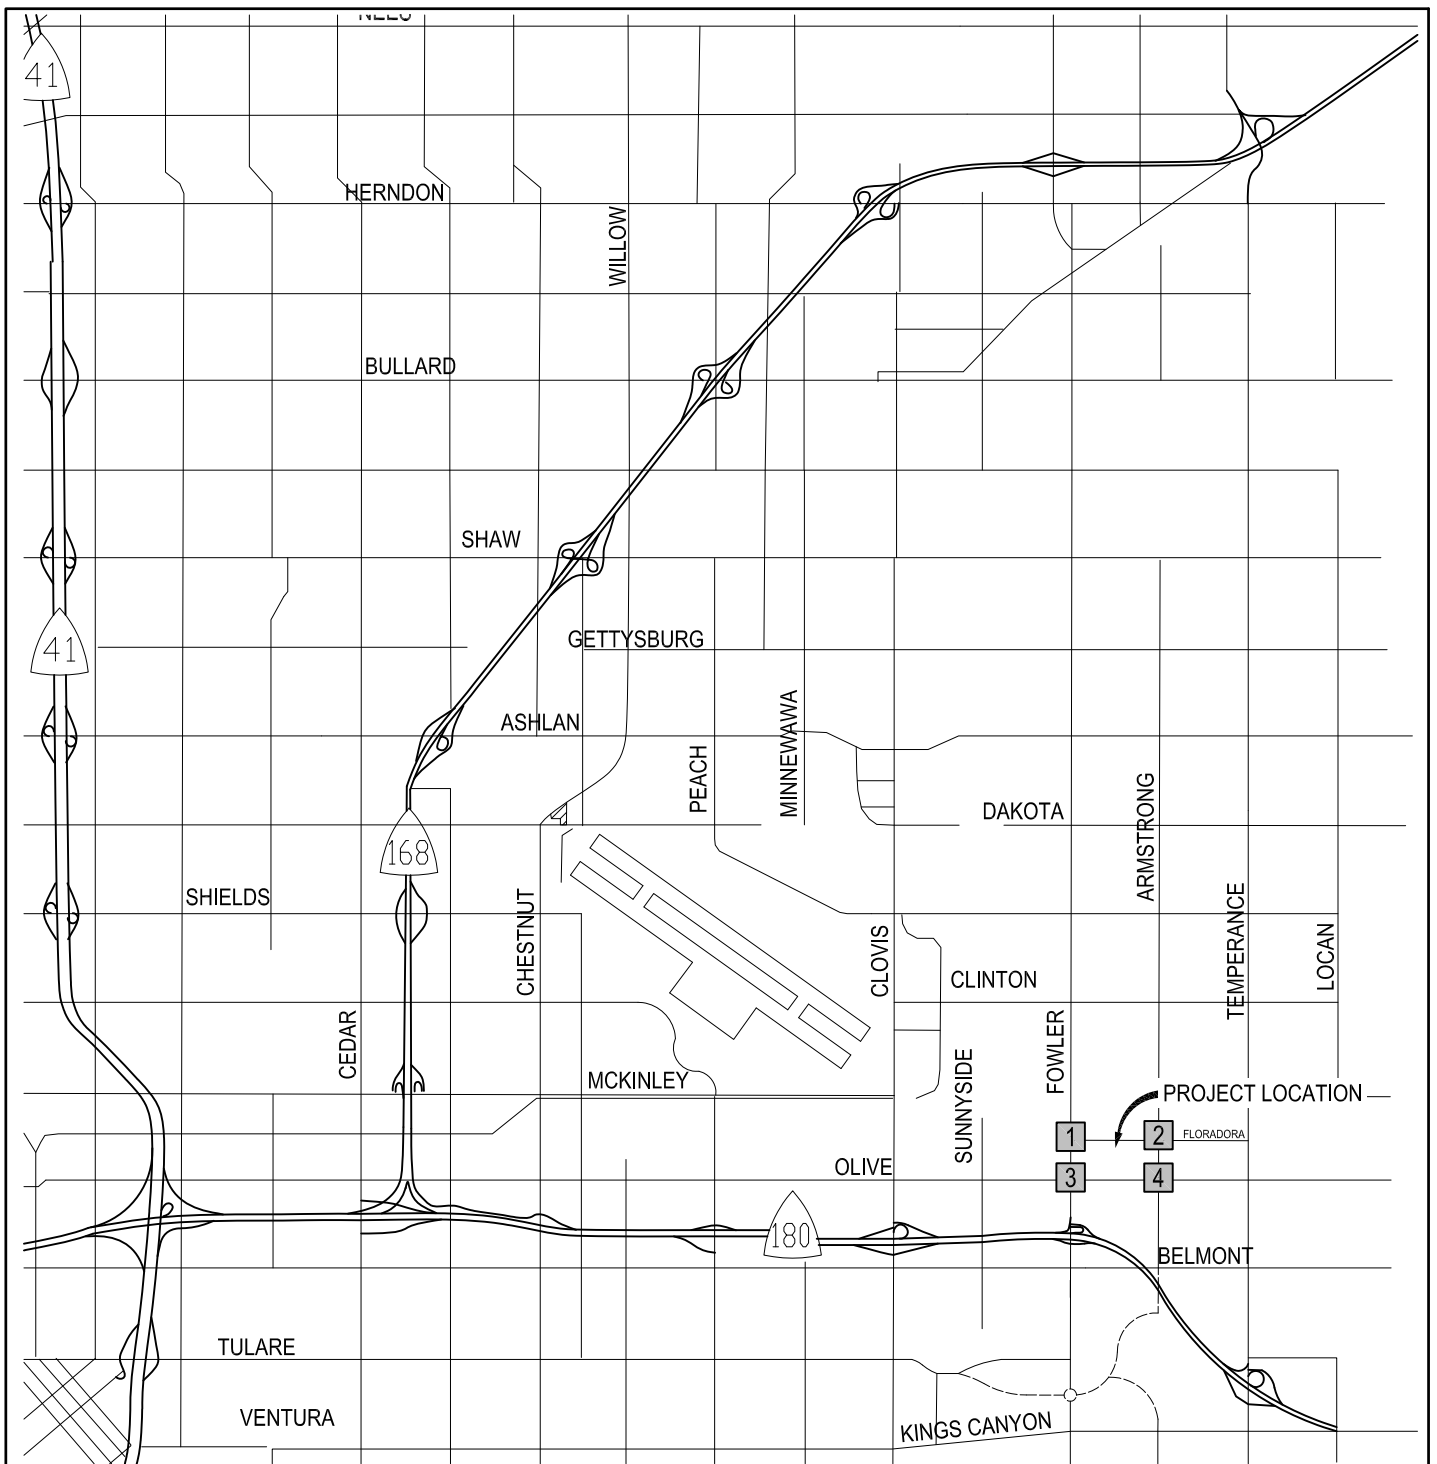 41
HERNDON
WILLOW
BULLARD
SHAW
GETTYSBURG
41
ASHLAN
PEACH
MINNEWAWA
DAKOTA
ARMSTRONG
168
SHIELDS
CHESTNUT
CLOVIS
TEMPERANCE
LOCAN
CLINTON
CEDAR
FOWLER
SUNNYSIDE
MCKINLEY
PROJECT LOCATION
1
2
FLORADORA
OLIVE
3
4
180
BELMONT
TULARE
VENTURA
KINGS CANYON